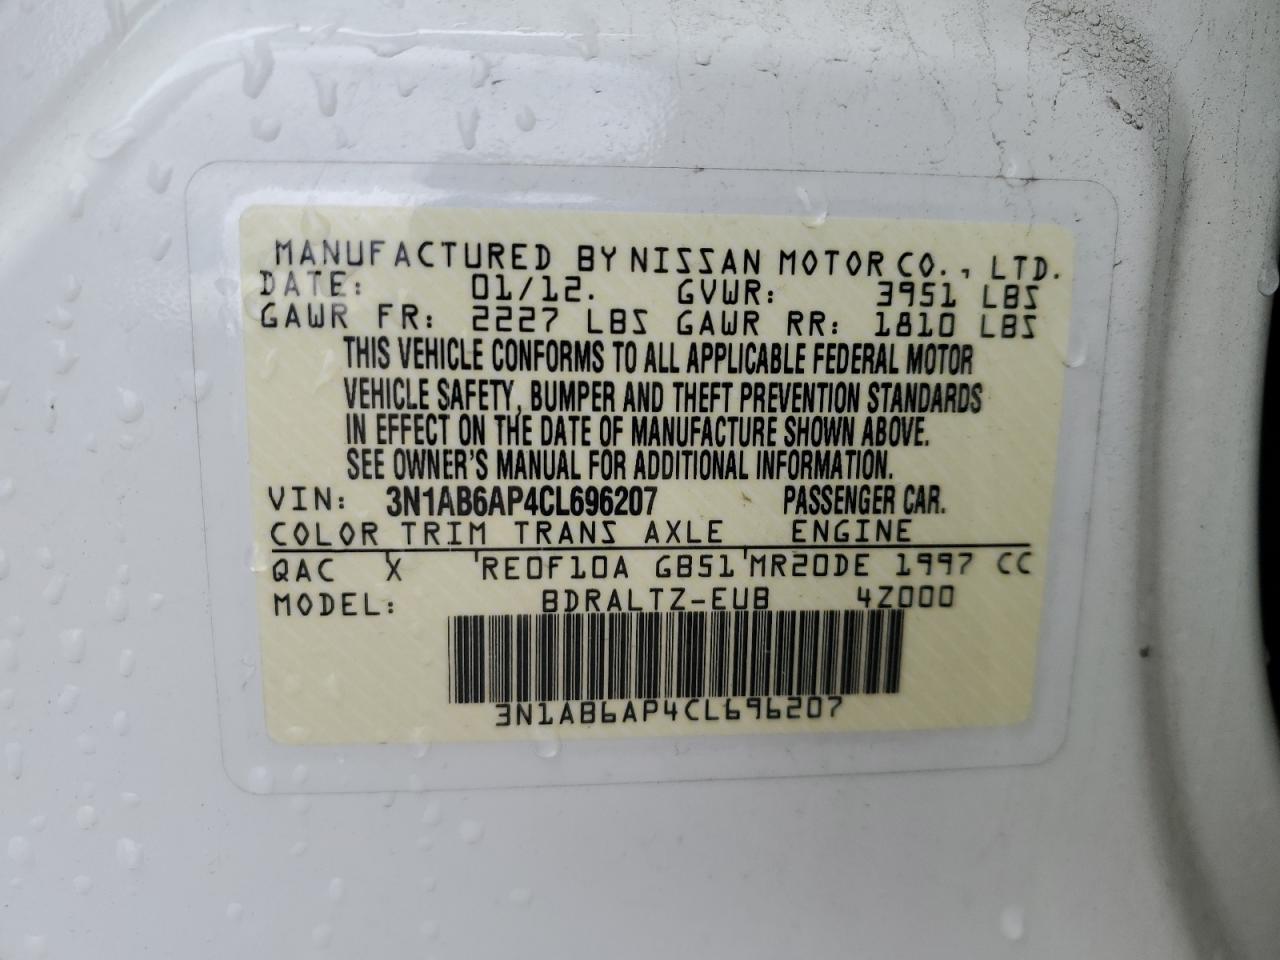 MANUFACTURED BY NISSAN MOTOR CO., LTD.
DATE: 01/12. GVWR: 3951 LBS
GAWR FR: 2227 LBS GAWR RR: 1810 LBS
THIS VEHICLE CONFORMS TO ALL APPLICABLE FEDERAL MOTOR
VEHICLE SAFETY, BUMPER AND THEFT PREVENTION STANDARDS
IN EFFECT ON THE DATE OF MANUFACTURE SHOWN ABOVE.
SEE OWNER'S MANUAL FOR ADDITIONAL INFORMATION.
VIN: 3N1AB6AP4CL696207 PASSENGER CAR.
COLOR TRIM TRANS AXLE ENGINE
QAC X RE0F10A GB51 MR20DE 1997 CC
MODEL: BDRALTZ-EUB 4Z000
3N1AB6AP4CL696207